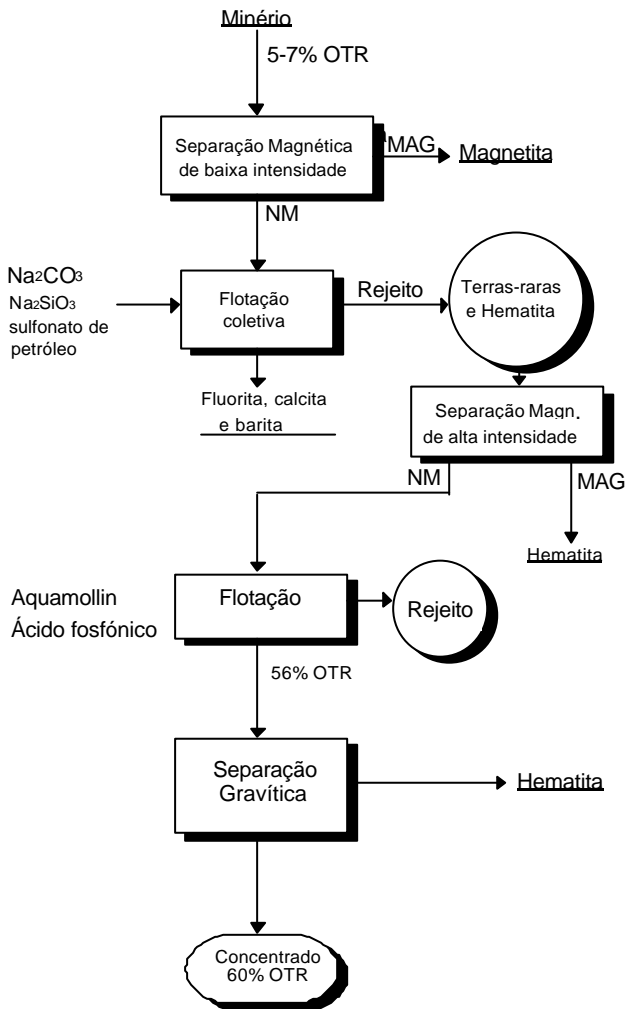 Minério
5-7% OTR
Separação Magnética
de baixa intensidade
MAG
Magnetita
NM
Na₂CO₃
Na₂SiO₃
sulfonato de
petróleo
Flotação
coletiva
Rejeito
Terras-raras
e Hematita
Fluorita, calcita
e barita
Separação Magn.
de alta intensidade
NM
MAG
Hematita
Aquamollin
Ácido fosfónico
Flotação
Rejeito
56% OTR
Separação
Gravítica
Hematita
Concentrado
60% OTR